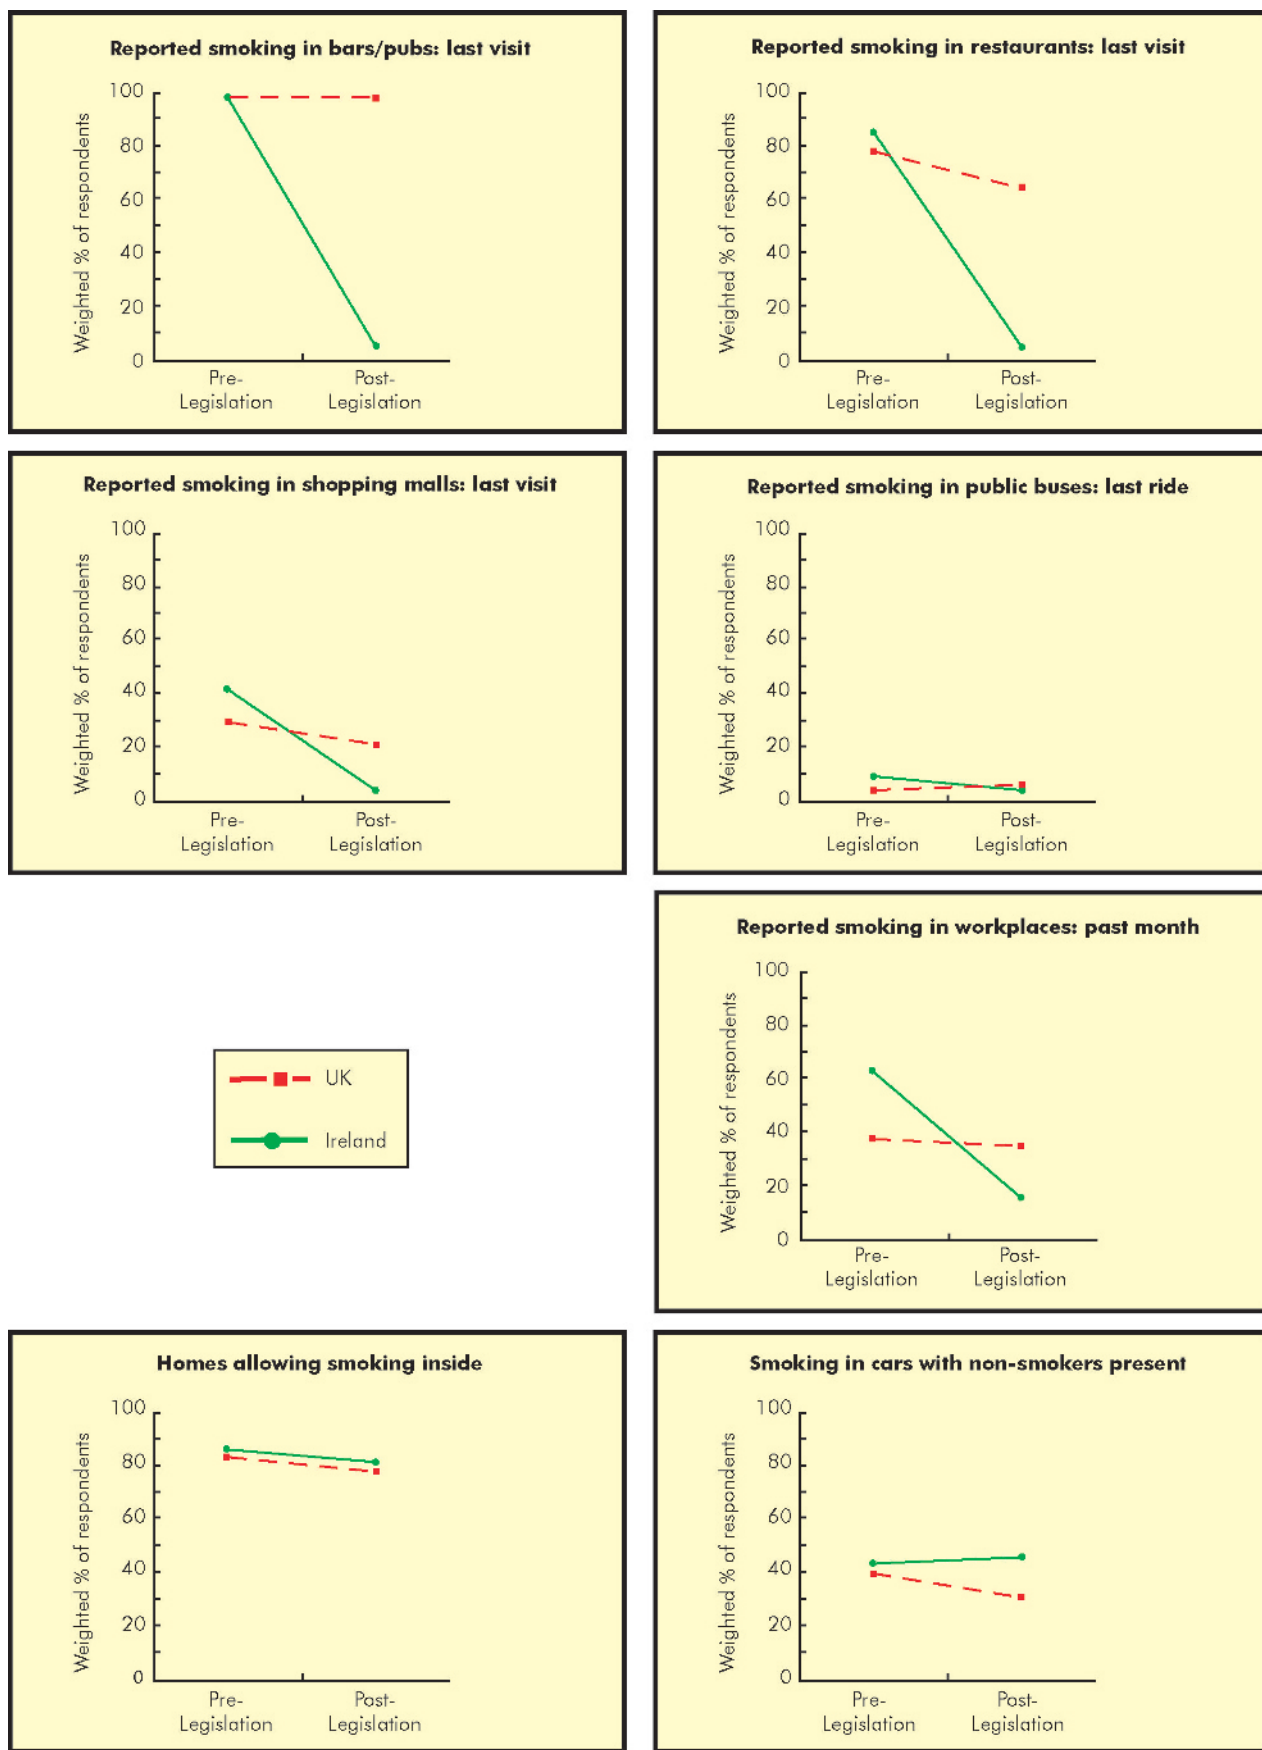 Reported smoking in bars/pubs: last visit
Weighted % of respondents
100
80
60
40
20
0
Pre-
Legislation
Post-
Legislation
Reported smoking in restaurants: last visit
Weighted % of respondents
100
80
60
40
20
0
Pre-
Legislation
Post-
Legislation
Reported smoking in shopping malls: last visit
Weighted % of respondents
100
80
60
40
20
0
Pre-
Legislation
Post-
Legislation
Reported smoking in public buses: last ride
Weighted % of respondents
100
80
60
40
20
0
Pre-
Legislation
Post-
Legislation
UK
Ireland
Reported smoking in workplaces: past month
Weighted % of respondents
100
80
60
40
20
0
Pre-
Legislation
Post-
Legislation
Homes allowing smoking inside
Weighted % of respondents
100
80
60
40
20
0
Pre-
Legislation
Post-
Legislation
Smoking in cars with non-smokers present
Weighted % of respondents
100
80
60
40
20
0
Pre-
Legislation
Post-
Legislation